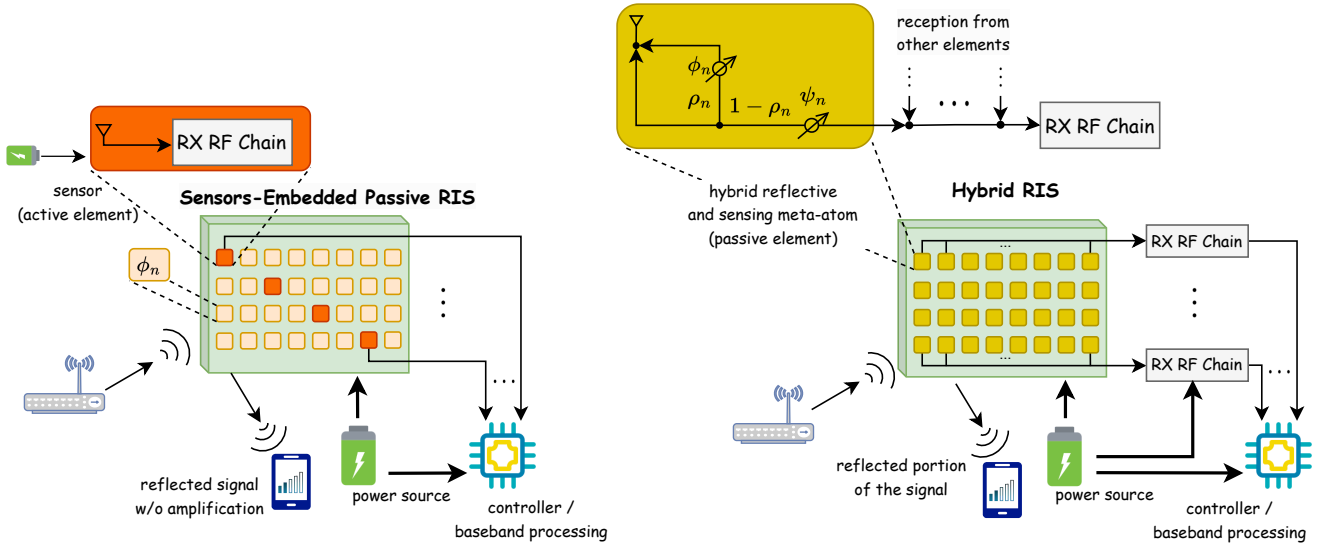 RX RF Chain
sensor
(active element)
Sensors-Embedded Passive RIS
ϕₙ
...
reflected signal
w/o amplification
power source
controller /
baseband processing
ϕₙ
ρₙ
1 − ρₙ
ψₙ
reception from
other elements
...
RX RF Chain
hybrid reflective
and sensing meta-atom
(passive element)
Hybrid RIS
...
RX RF Chain
...
RX RF Chain
...
reflected portion
of the signal
power source
controller /
baseband processing